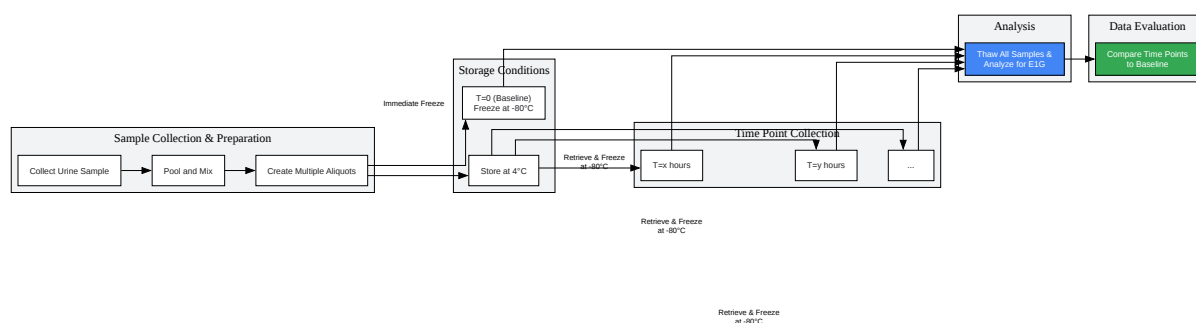 Analysis
Thaw All Samples &
Analyze for E1G
Data Evaluation
Compare Time Points
to Baseline
Storage Conditions
T=0 (Baseline)
Freeze at -80°C
Immediate Freeze
Sample Collection & Preparation
Collect Urine Sample
Pool and Mix
Create Multiple Aliquots
Store at 4°C
Retrieve & Freeze
at -80°C
Time Point Collection
T=x hours
T=y hours
...
Retrieve & Freeze
at -80°C
Retrieve & Freeze
at -80°C